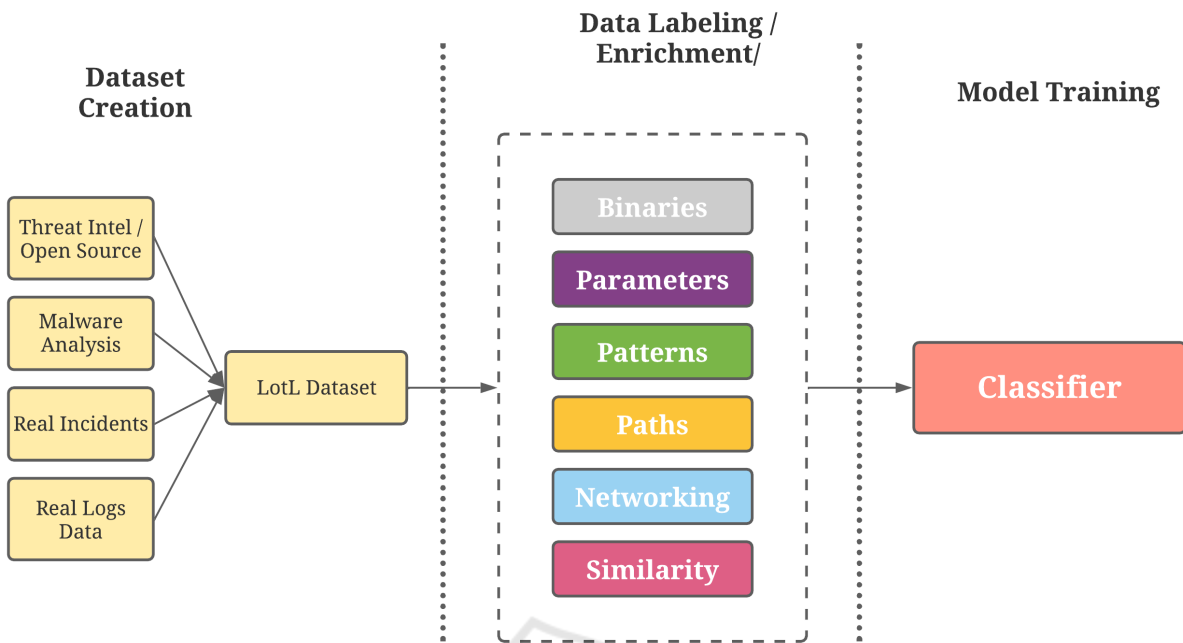 Dataset
Creation
Data Labeling /
Enrichment/
Model Training
Threat Intel /
Open Source
Malware
Analysis
Real Incidents
Real Logs
Data
LotL Dataset
Binaries
Parameters
Patterns
Paths
Networking
Similarity
Classifier